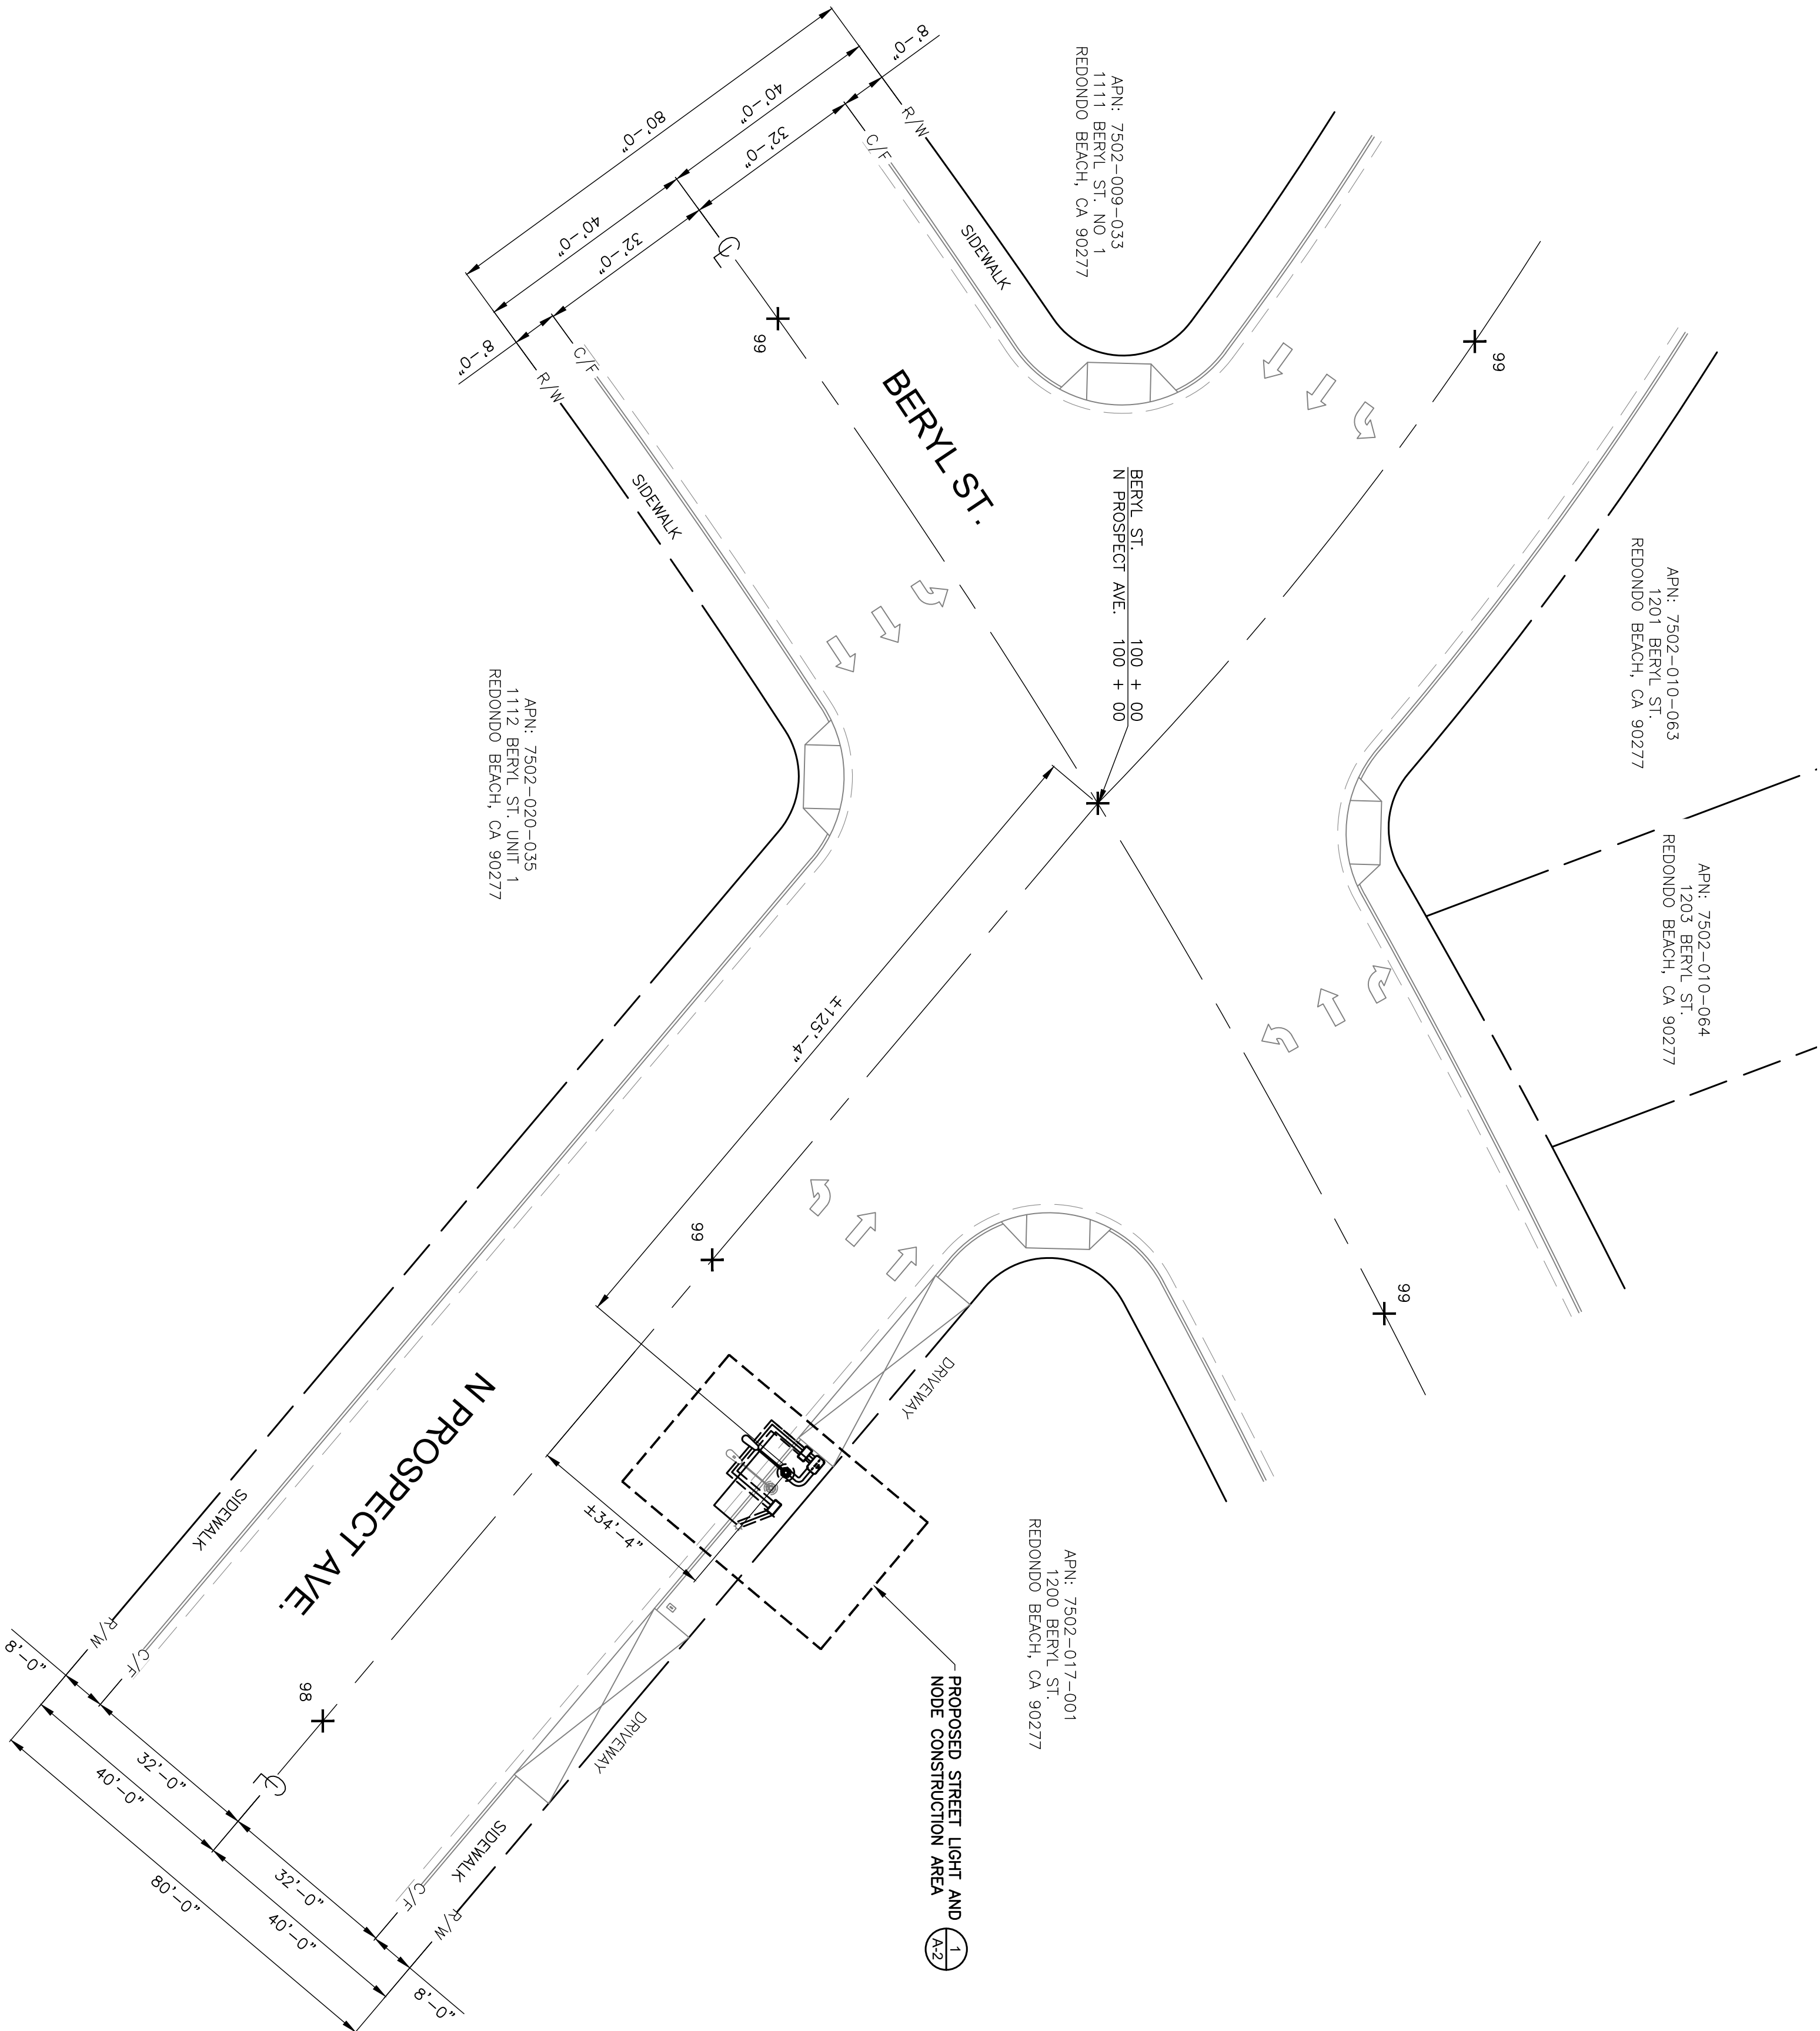 APN: 7502-009-033
1111 BERYL ST. NO 1
REDONDO BEACH, CA 90277
APN: 7502-010-063
1201 BERYL ST.
REDONDO BEACH, CA 90277
APN: 7502-010-064
1203 BERYL ST.
REDONDO BEACH, CA 90277
APN: 7502-020-035
1112 BERYL ST. UNIT 1
REDONDO BEACH, CA 90277
APN: 7502-017-001
1200 BERYL ST.
REDONDO BEACH, CA 90277
BERYL ST. 100 + 00
N PROSPECT AVE. 100 + 00
BERYL ST.
N PROSPECT AVE.
PROPOSED STREET LIGHT AND
NODE CONSTRUCTION AREA
1
A-2
8'-0"
40'-0"
32'-0"
80'-0"
40'-0"
32'-0"
8'-0"
R/W
C/F
SIDEWALK
CL
99
C/F
R/W
SIDEWALK
99
99
99
±125'-4"
±34'-4"
DRIVEWAY
DRIVEWAY
SIDEWALK
SIDEWALK
R/W
C/F
98
CL
C/F
R/W
8'-0"
32'-0"
40'-0"
80'-0"
32'-0"
40'-0"
8'-0"